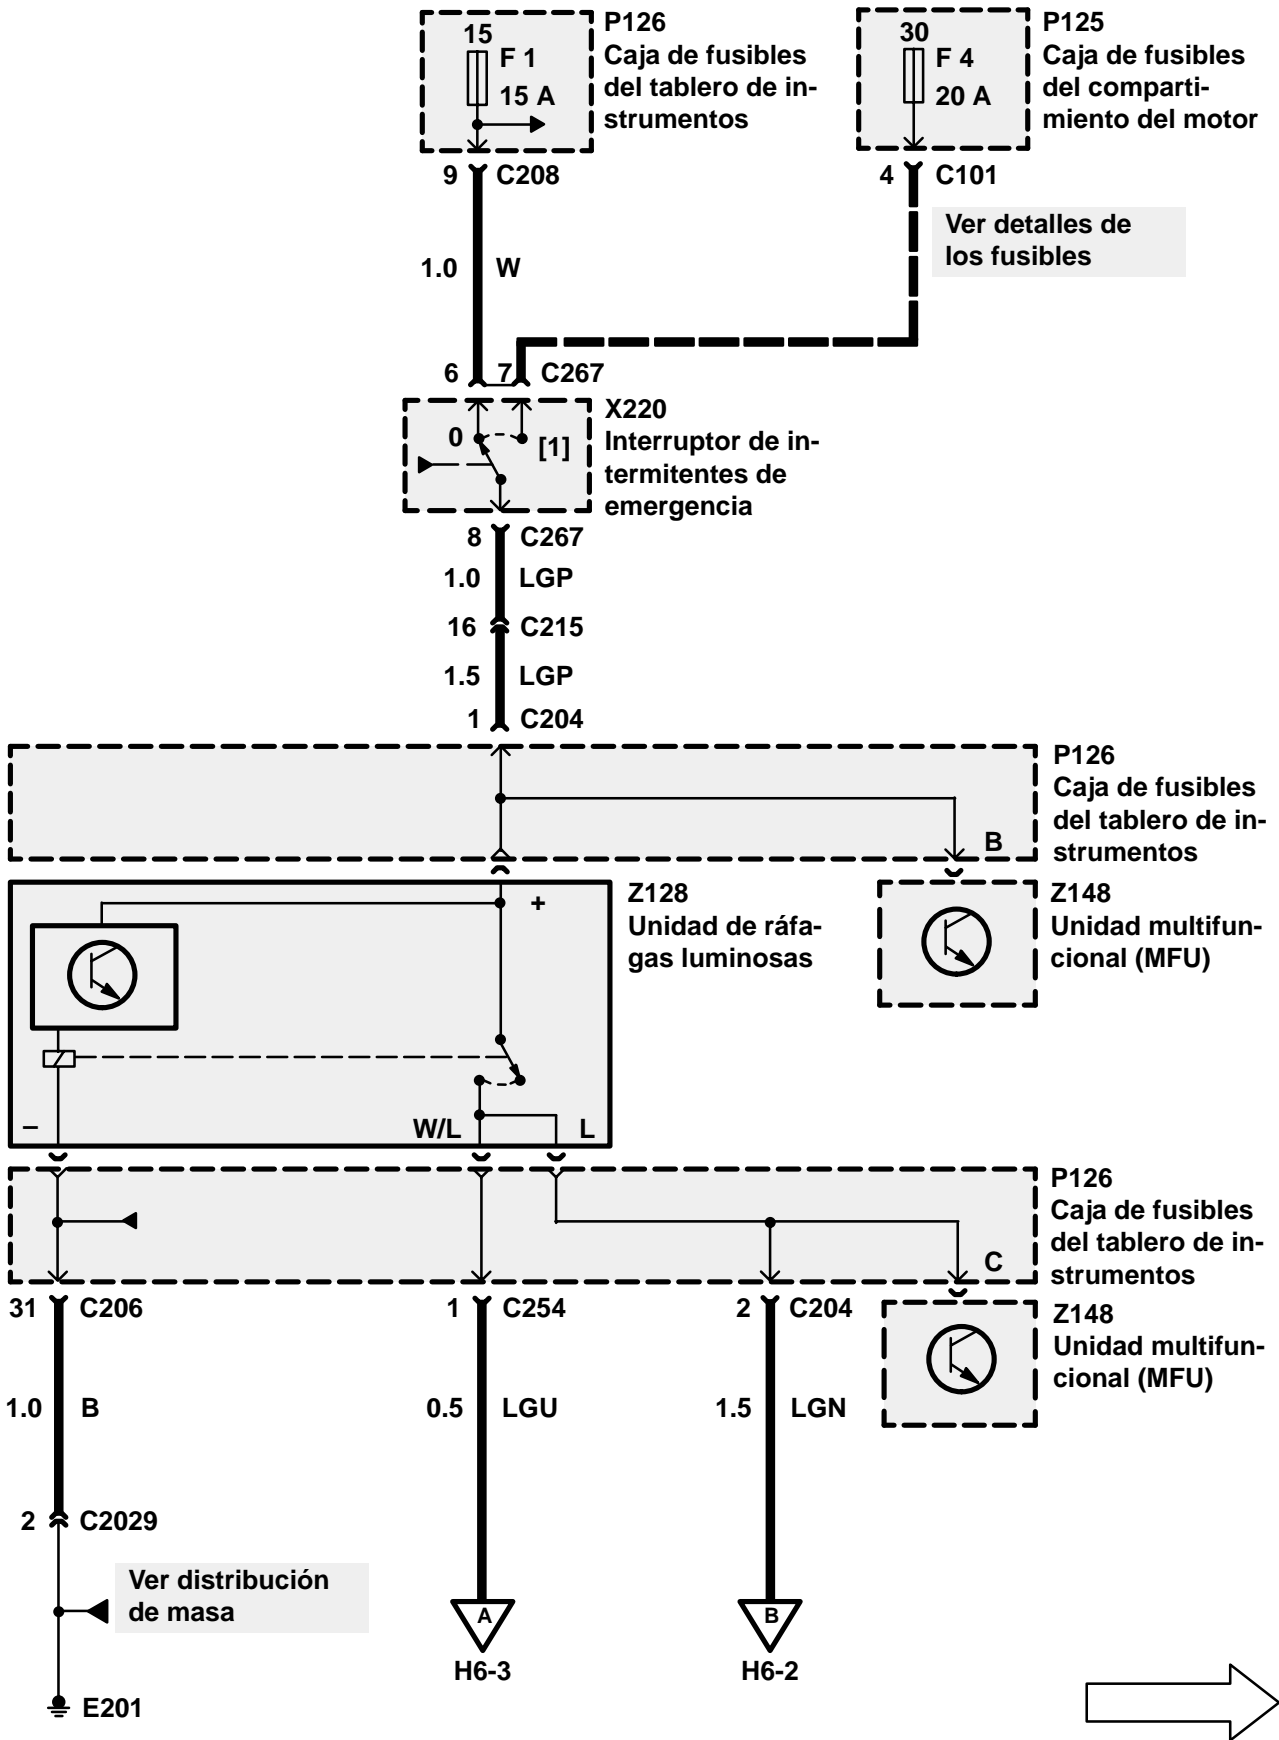 15
F 1
15 A
P126
Caja de fusibles
del tablero de in-
strumentos
30
F 4
20 A
P125
Caja de fusibles
del comparti-
miento del motor
9 C208
4 C101
Ver detalles de
los fusibles
1.0 W
6 7 C267
0 [1]
X220
Interruptor de in-
termitentes de
emergencia
8 C267
1.0 LGP
16 C215
1.5 LGP
1 C204
P126
Caja de fusibles
del tablero de in-
strumentos
B
+
Z128
Unidad de ráfa-
gas luminosas
Z148
Unidad multifun-
cional (MFU)
– W/L L
P126
Caja de fusibles
del tablero de in-
strumentos
C
31 C206
1 C254
2 C204
Z148
Unidad multifun-
cional (MFU)
1.0 B
0.5 LGU
1.5 LGN
2 C2029
Ver distribución
de masa
A
B
H6-3
H6-2
E201